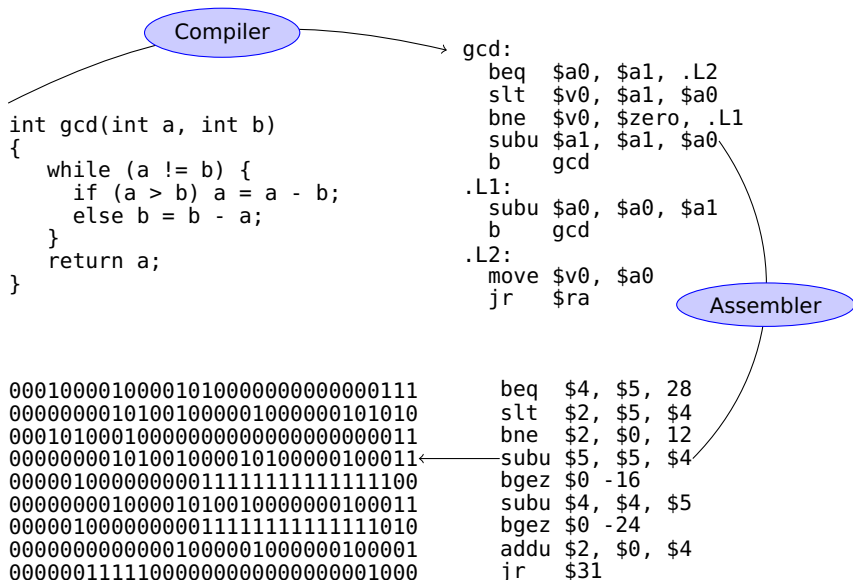 Compiler
int gcd(int a, int b)
{
while (a != b) {
if (a > b) a = a - b;
else b = b - a;
}
return a;
}
gcd:
beq $a0, $a1, .L2
slt $v0, $a1, $a0
bne $v0, $zero, .L1
subu $a1, $a1, $a0
b gcd
.L1:
subu $a0, $a0, $a1
b gcd
.L2:
move $v0, $a0
jr $ra
Assembler
beq $4, $5, 28
slt $2, $5, $4
bne $2, $0, 12
subu $5, $5, $4
bgez $0 -16
subu $4, $4, $5
bgez $0 -24
addu $2, $0, $4
jr $31
00010000100001010000000000000111
00000000101001000001000000101010
00010100010000000000000000000011
00000000101001000010100000100011
00000100000000011111111111111100
00000000100001010010000000100011
00000100000000011111111111111010
00000000000001000001000000100001
00000011111000000000000000001000